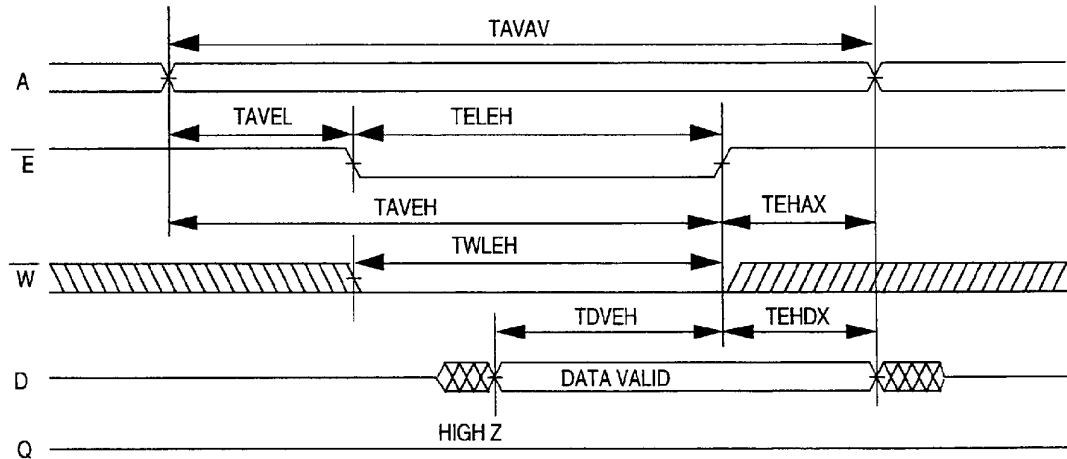 TAVAV
A
TAVEL TELEH
E
TAVEH TEHAX
TWLEH
W
TDVEH TEHDX
D DATA VALID
HIGH Z
Q